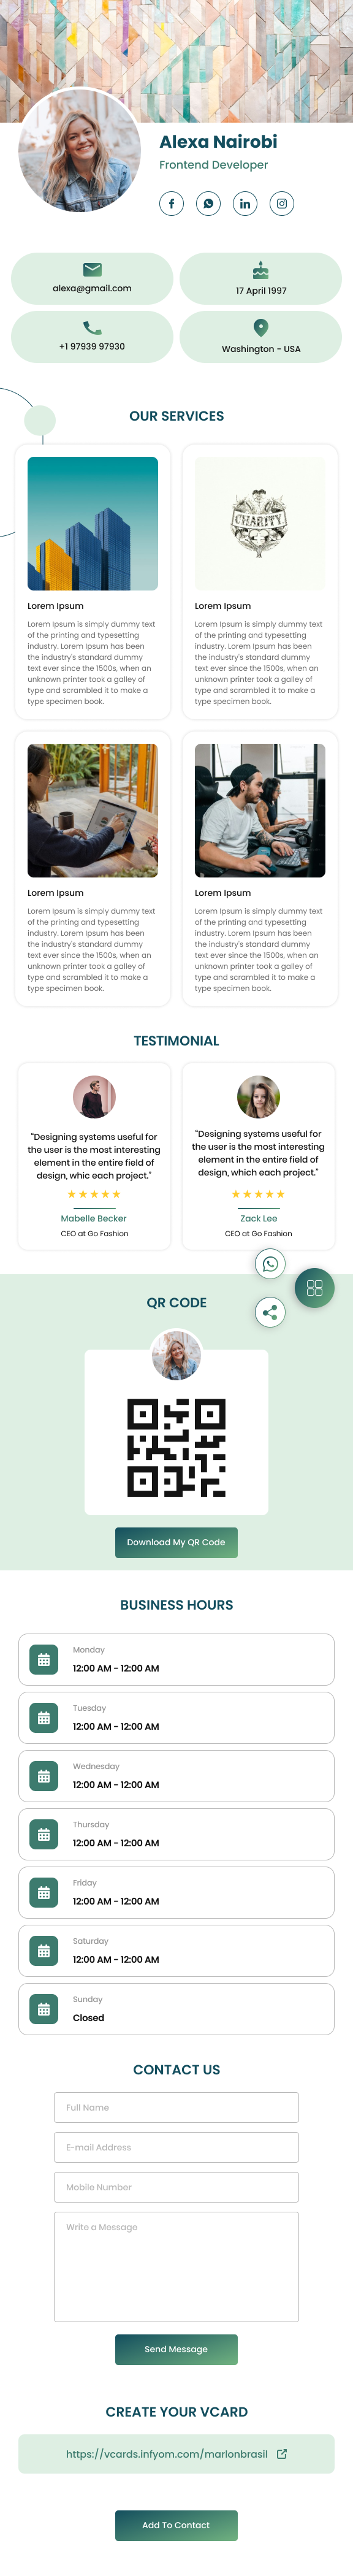 Alexa Nairobi
Frontend Developer
alexa@gmail.com
17 April 1997
+1 97939 97930
Washington - USA
OUR SERVICES
CHARITY
Lorem Ipsum
Lorem Ipsum is simply dummy text
of the printing and typesetting
industry. Lorem Ipsum has been
the industry's standard dummy
text ever since the 1500s, when an
unknown printer took a galley of
type and scrambled it to make a
type specimen book.
Lorem Ipsum
Lorem Ipsum is simply dummy text
of the printing and typesetting
industry. Lorem Ipsum has been
the industry's standard dummy
text ever since the 1500s, when an
unknown printer took a galley of
type and scrambled it to make a
type specimen book.
Lorem Ipsum
Lorem Ipsum is simply dummy text
of the printing and typesetting
industry. Lorem Ipsum has been
the industry's standard dummy
text ever since the 1500s, when an
unknown printer took a galley of
type and scrambled it to make a
type specimen book.
Lorem Ipsum
Lorem Ipsum is simply dummy text
of the printing and typesetting
industry. Lorem Ipsum has been
the industry's standard dummy
text ever since the 1500s, when an
unknown printer took a galley of
type and scrambled it to make a
type specimen book.
TESTIMONIAL
"Designing systems useful for
the user is the most interesting
element in the entire field of
design, whic each project."
Mabelle Becker
CEO at Go Fashion
"Designing systems useful for
the user is the most interesting
element in the entire field of
design, which each project."
Zack Lee
CEO at Go Fashion
QR CODE
Download My QR Code
BUSINESS HOURS
Monday
12:00 AM - 12:00 AM
Tuesday
12:00 AM - 12:00 AM
Wednesday
12:00 AM - 12:00 AM
Thursday
12:00 AM - 12:00 AM
Friday
12:00 AM - 12:00 AM
Saturday
12:00 AM - 12:00 AM
Sunday
Closed
CONTACT US
Full Name
E-mail Address
Mobile Number
Write a Message
Send Message
CREATE YOUR VCARD
https://vcards.infyom.com/marlonbrasil
Add To Contact